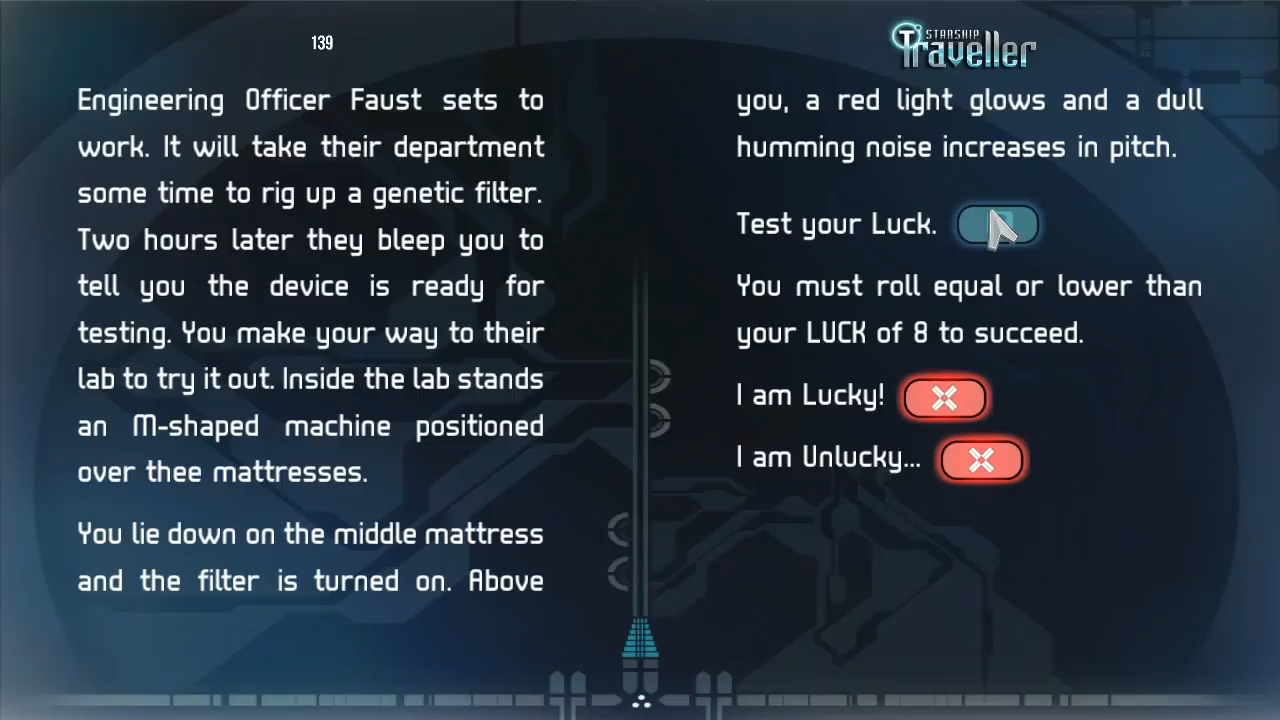 139
Engineering Officer Faust sets to
work. It will take their department
some time to rig up a genetic filter.
Two hours later they bleep you to
tell you the device is ready for
testing. You make your way to their
lab to try it out. Inside the lab stands
an M-shaped machine positioned
over thee mattresses.
You lie down on the middle mattress
and the filter is turned on. Above
STARSHIP
Traveller
you, a red light glows and a dull
humming noise increases in pitch.
Test your Luck.
You must roll equal or lower than
your LUCK of 8 to succeed.
I am Lucky!
I am Unlucky...